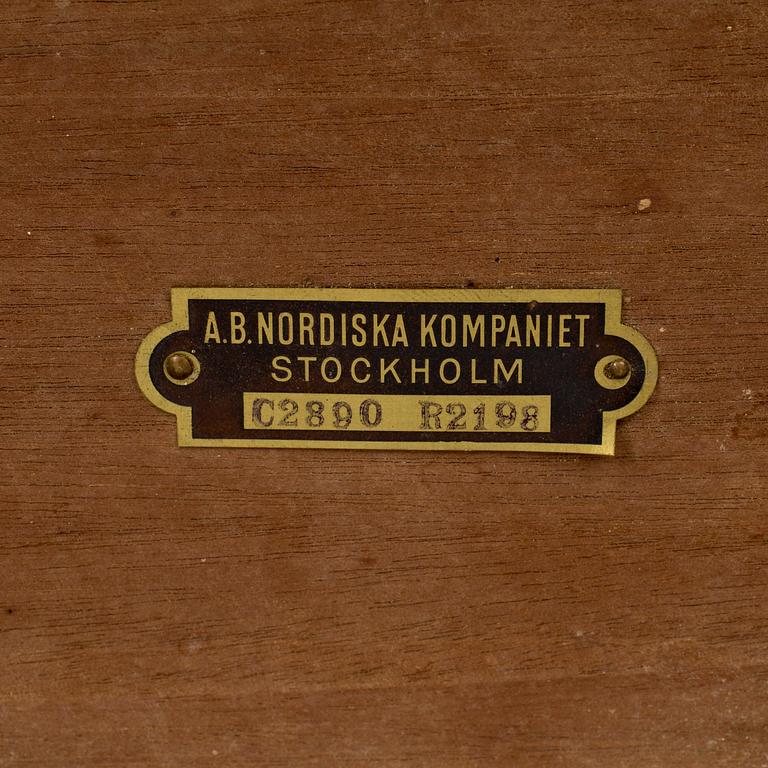 A.B. NORDISKA KOMPANIET
STOCKHOLM
C2890 R2198